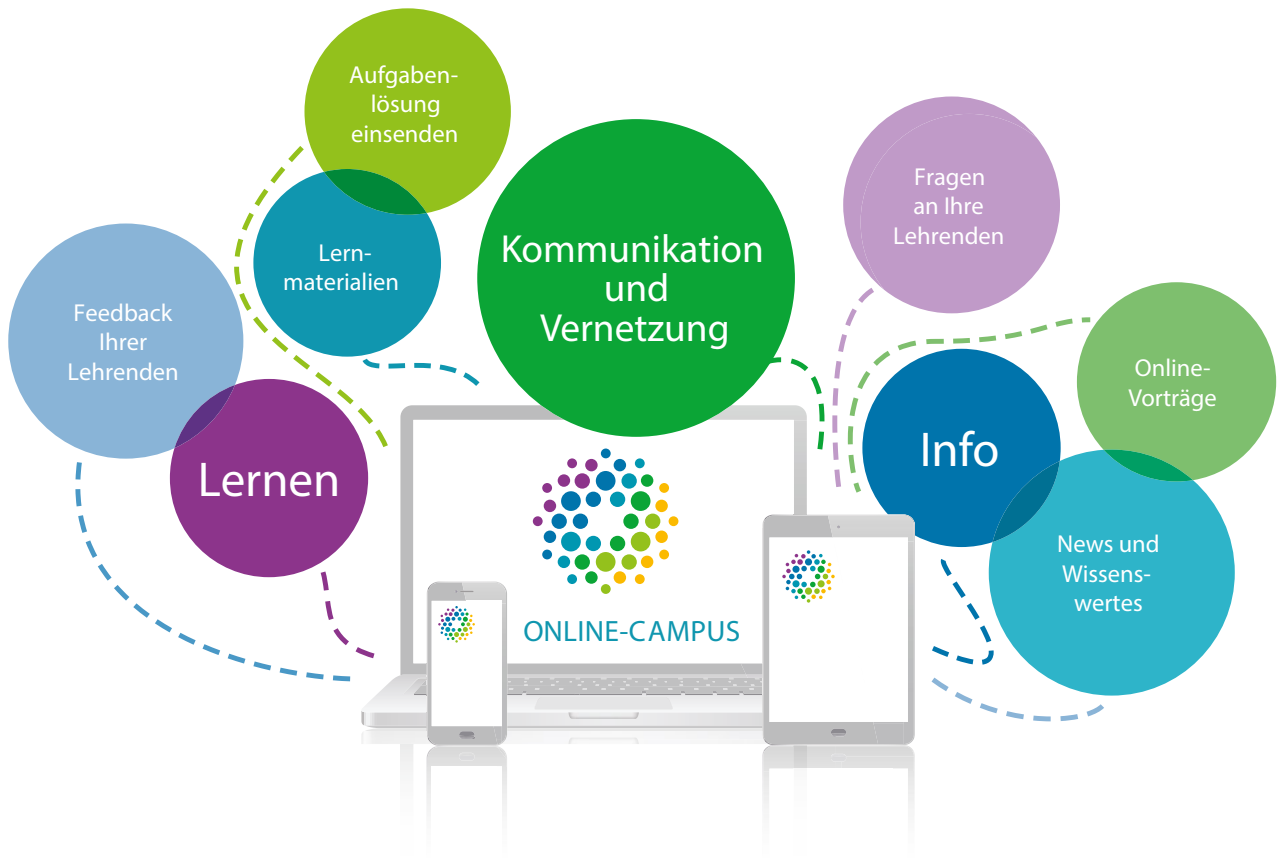 Aufgaben-
lösung
einsenden
Lern-
materialien
Feedback
Ihrer
Lehrenden
Lernen
Kommunikation
und
Vernetzung
Fragen
an Ihre
Lehrenden
Online-
Vorträge
Info
News und
Wissens-
wertes
ONLINE-CAMPUS